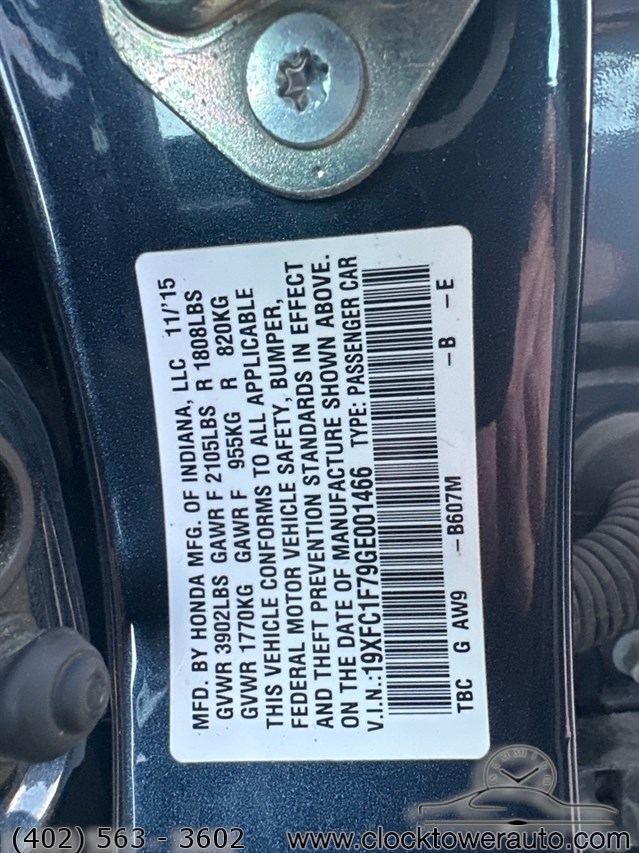 MFD. BY HONDA MFG. OF INDIANA, LLC 11/'15
GVWR 3902LBS GAWR F 2105LBS R 1808LBS
GVWR 1770KG GAWR F 955KG R 820KG
THIS VEHICLE CONFORMS TO ALL APPLICABLE
FEDERAL MOTOR VEHICLE SAFETY, BUMPER,
AND THEFT PREVENTION STANDARDS IN EFFECT
ON THE DATE OF MANUFACTURE SHOWN ABOVE.
V.I.N.:19XFC1F79GE001466 TYPE: PASSENGER CAR
TBC G AW9 –B607M –B –E
(402) 563 - 3602 www.clocktowerauto.com